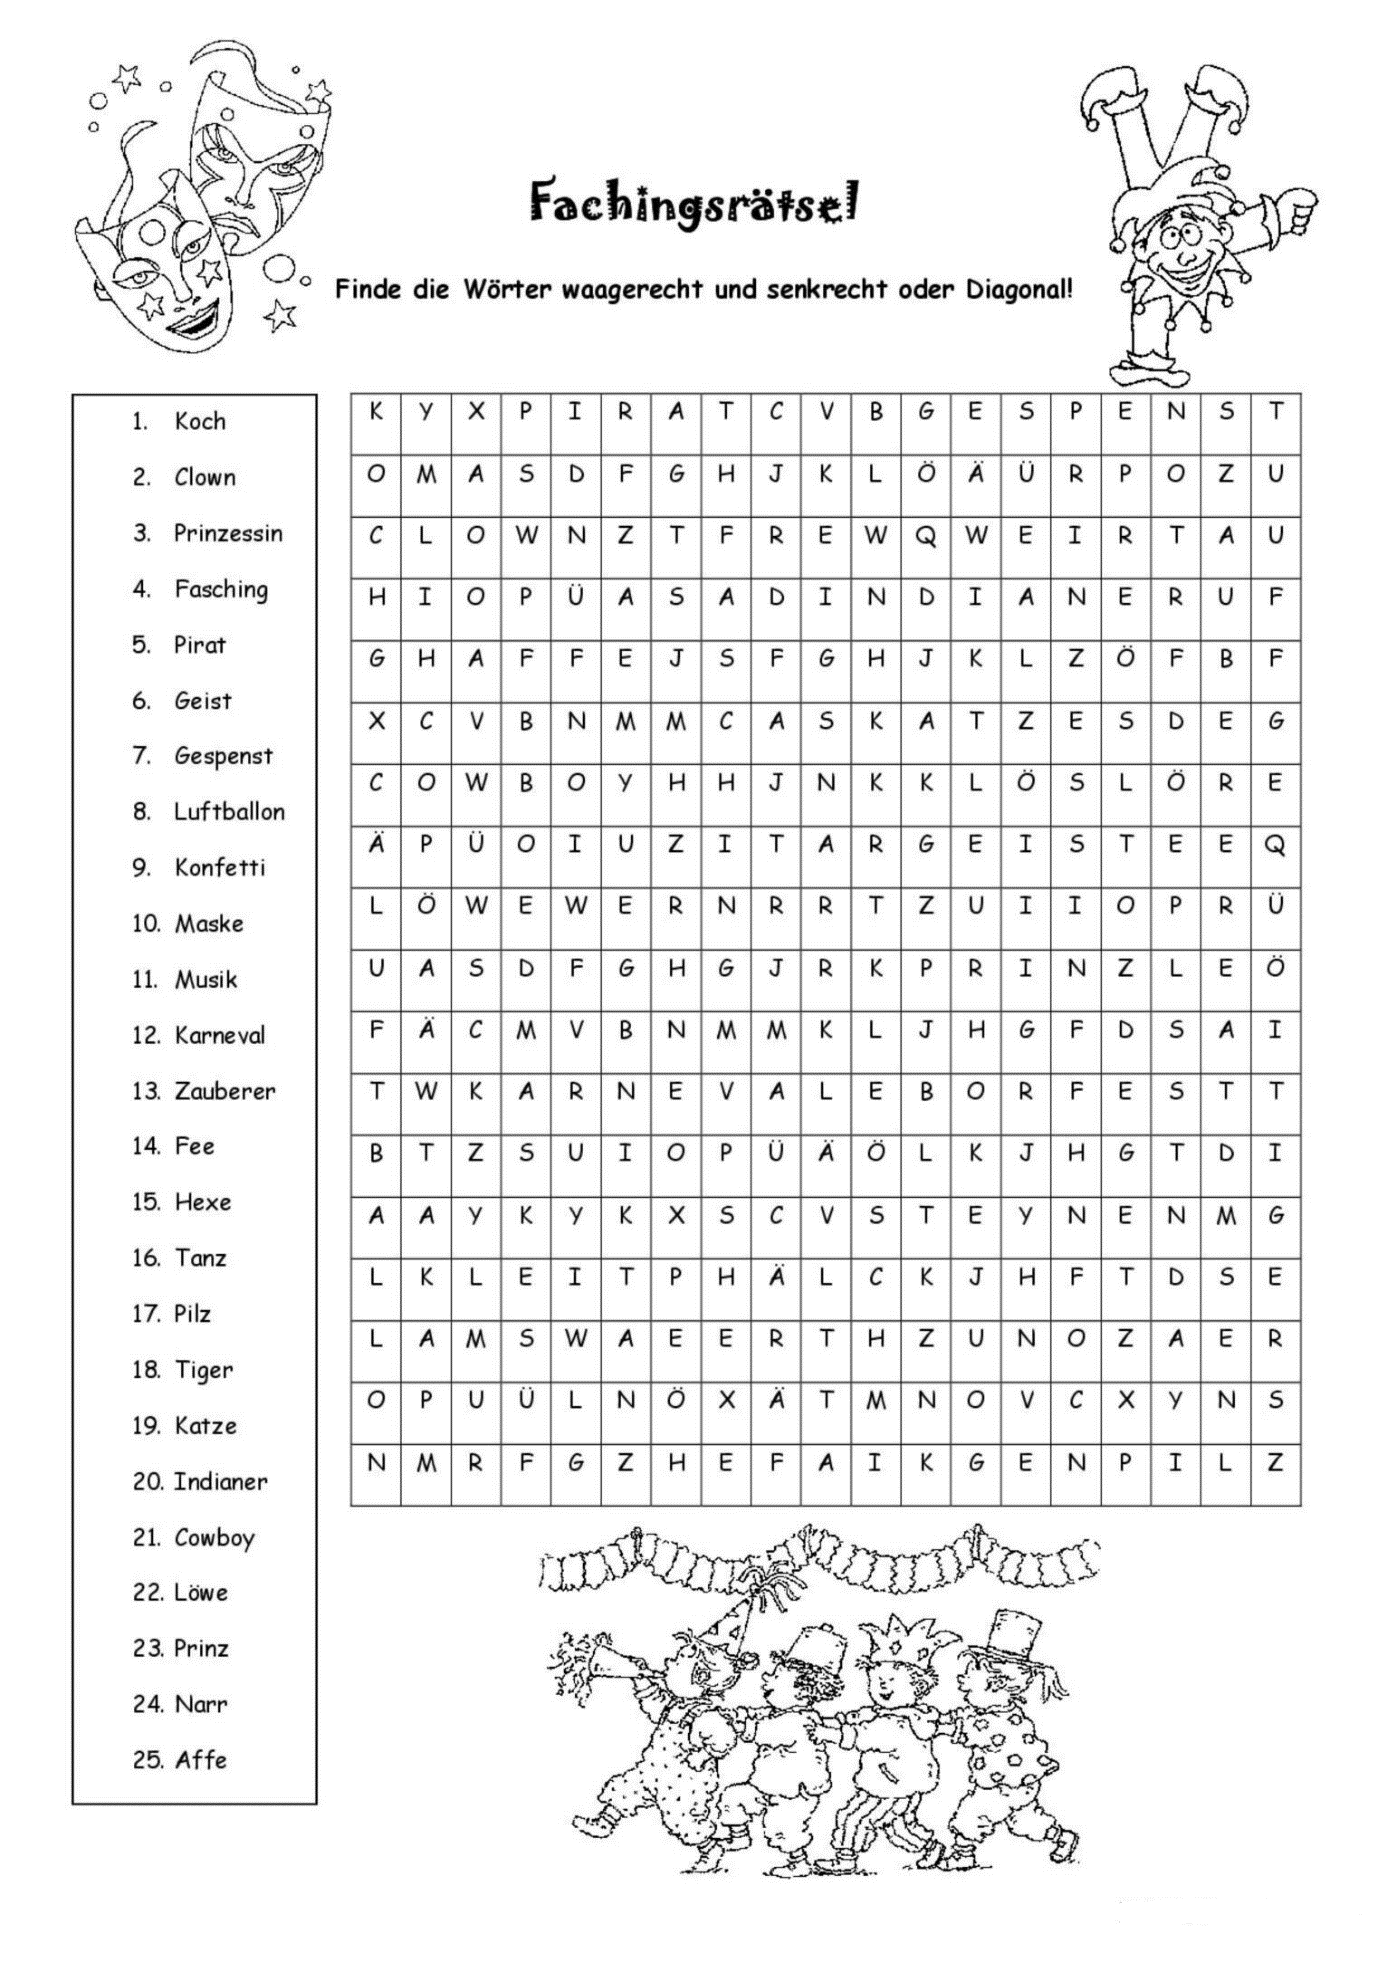 Fachingsrätsel
Finde die Wörter waagerecht und senkrecht oder Diagonal!
1. Koch
2. Clown
3. Prinzessin
4. Fasching
5. Pirat
6. Geist
7. Gespenst
8. Luftballon
9. Konfetti
10. Maske
11. Musik
12. Karneval
13. Zauberer
14. Fee
15. Hexe
16. Tanz
17. Pilz
18. Tiger
19. Katze
20. Indianer
21. Cowboy
22. Löwe
23. Prinz
24. Narr
25. Affe
K Y X P I R A T C V B G E S P E N S T
O M A S D F G H J K L Ö Ä Ü R P O Z U
C L O W N Z T F R E W Q W E I R T A U
H I O P Ü A S A D I N D I A N E R U F
G H A F F E J S F G H J K L Z Ö F B F
X C V B N M M C A S K A T Z E S D E G
C O W B O Y H H J N K K L Ö S L Ö R E
Ä P Ü O I U Z I T A R G E I S T E E Q
L Ö W E W E R N R R T Z U I I O P R Ü
U A S D F G H G J R K P R I N Z L E Ö
F Ä C M V B N M M K L J H G F D S A I
T W K A R N E V A L E B O R F E S T T
B T Z S U I O P Ü Ä Ö L K J H G T D I
A A Y K Y K X S C V S T E Y N E N M G
L K L E I T P H Ä L C K J H F T D S E
L A M S W A E E R T H Z U N O Z A E R
O P U Ü L N Ö X Ä T M N O V C X Y N S
N M R F G Z H E F A I K G E N P I L Z